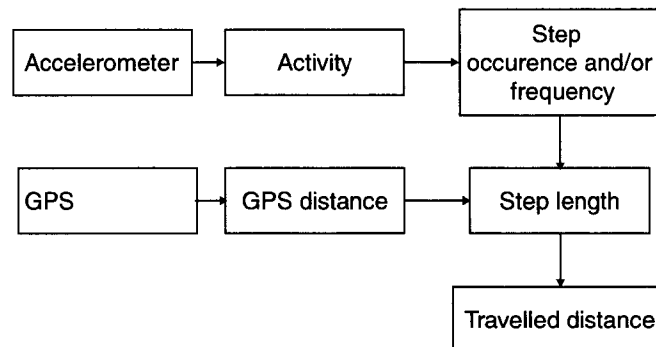 Accelerometer
Activity
Step
occurence and/or
frequency
GPS
GPS distance
Step length
Travelled distance